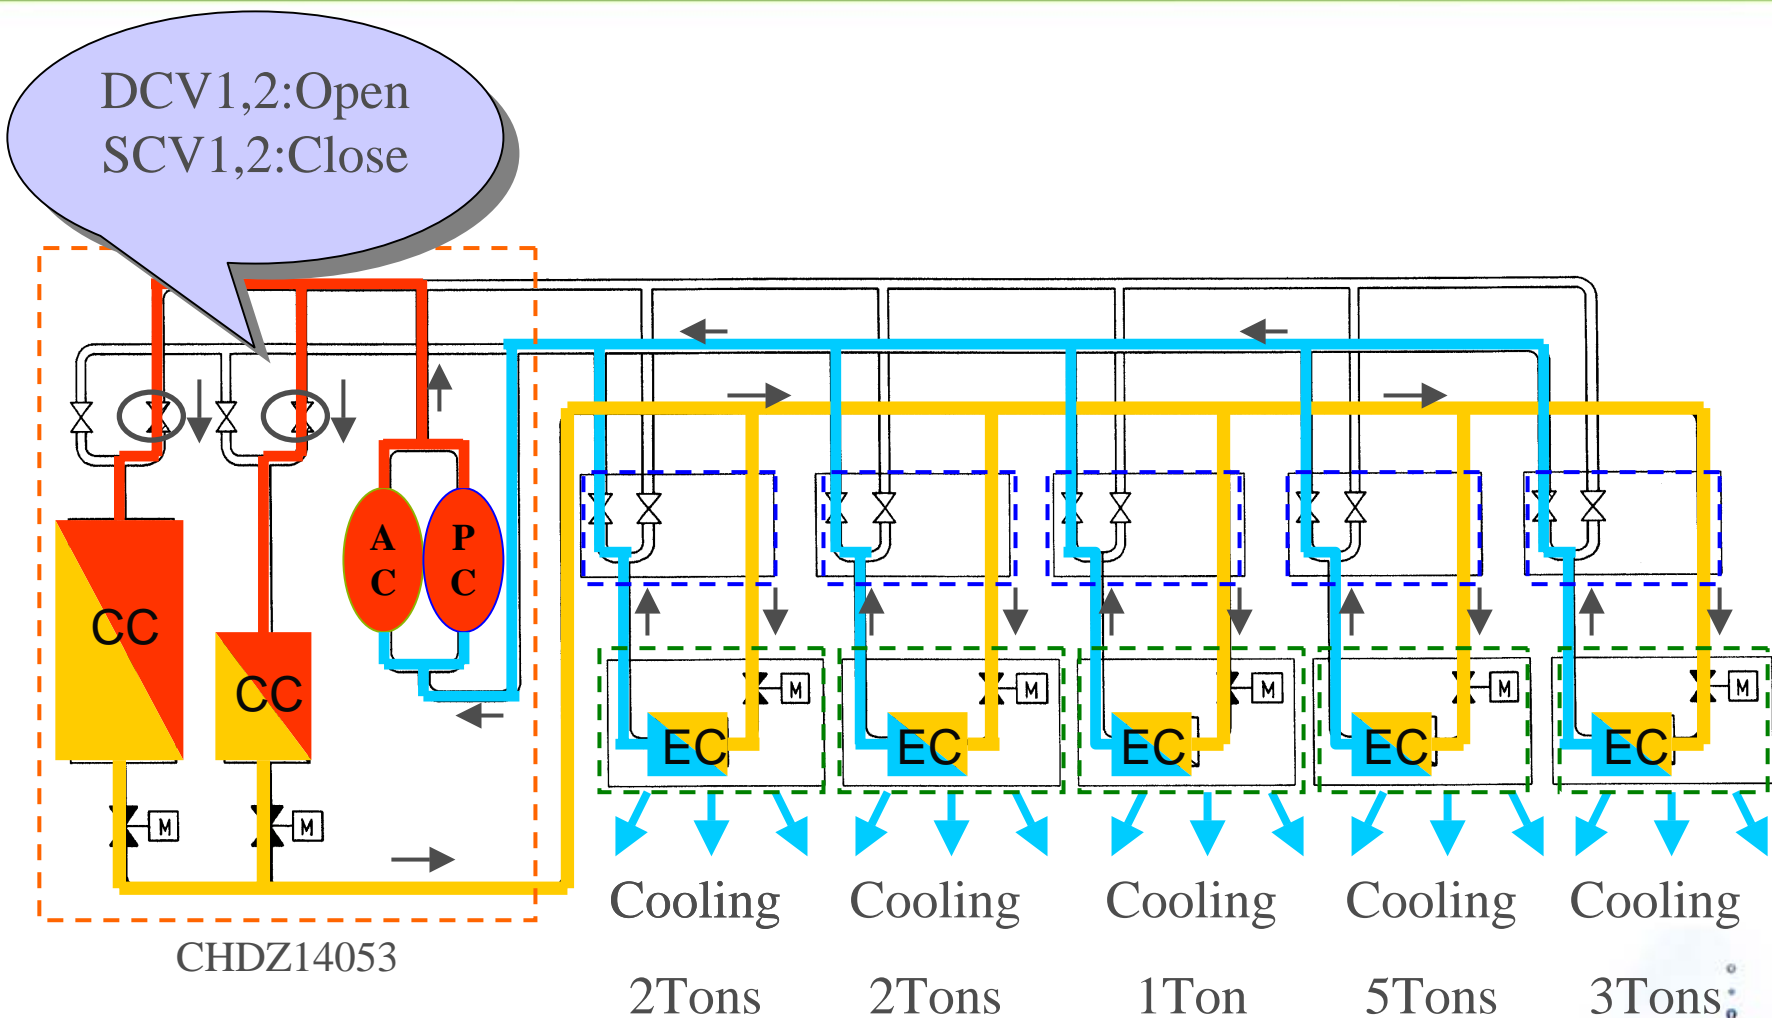 DCV1,2:Open
SCV1,2:Close
A
C
P
C
CC
CC
M
M
M
M
M
M
M
EC
EC
EC
EC
EC
Cooling
Cooling
Cooling
Cooling
Cooling
CHDZ14053
2Tons
2Tons
1Ton
5Tons
3Tons